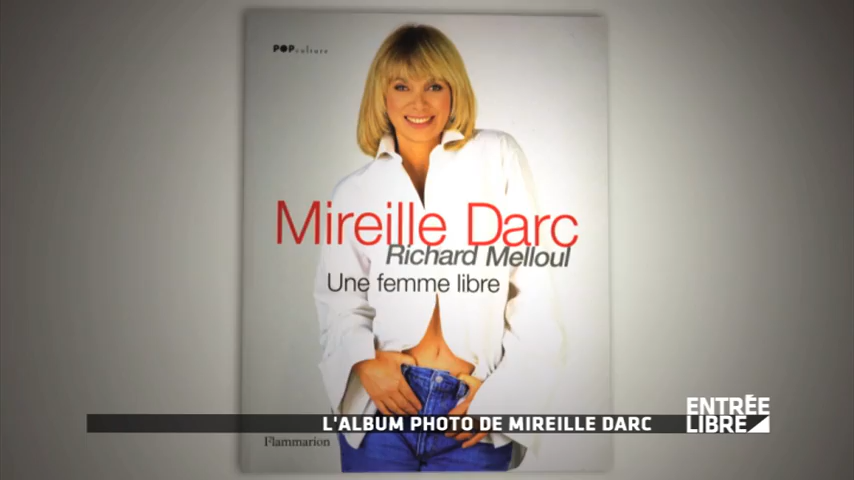 POPculture
Mireille Darc
Richard Melloul
Une femme libre
L'ALBUM PHOTO DE MIREILLE DARC
ENTRÉE
LIBRE
Flammarion